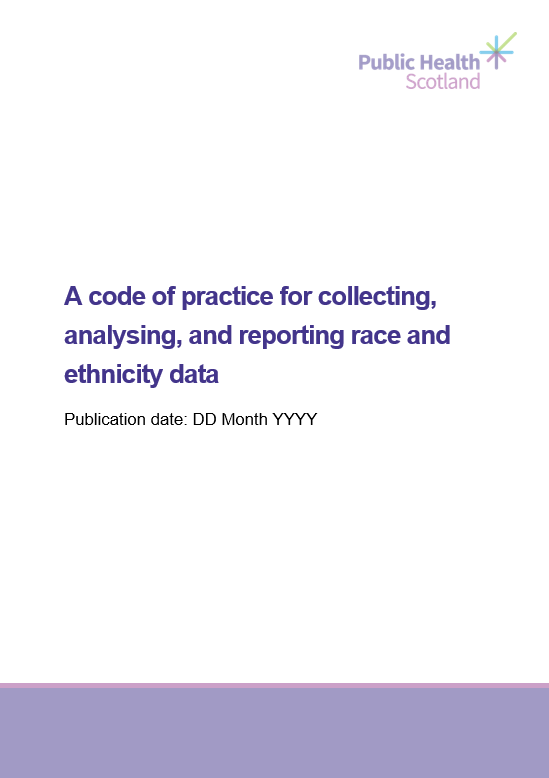 Public Health
Scotland
A code of practice for collecting,
analysing, and reporting race and
ethnicity data
Publication date: DD Month YYYY